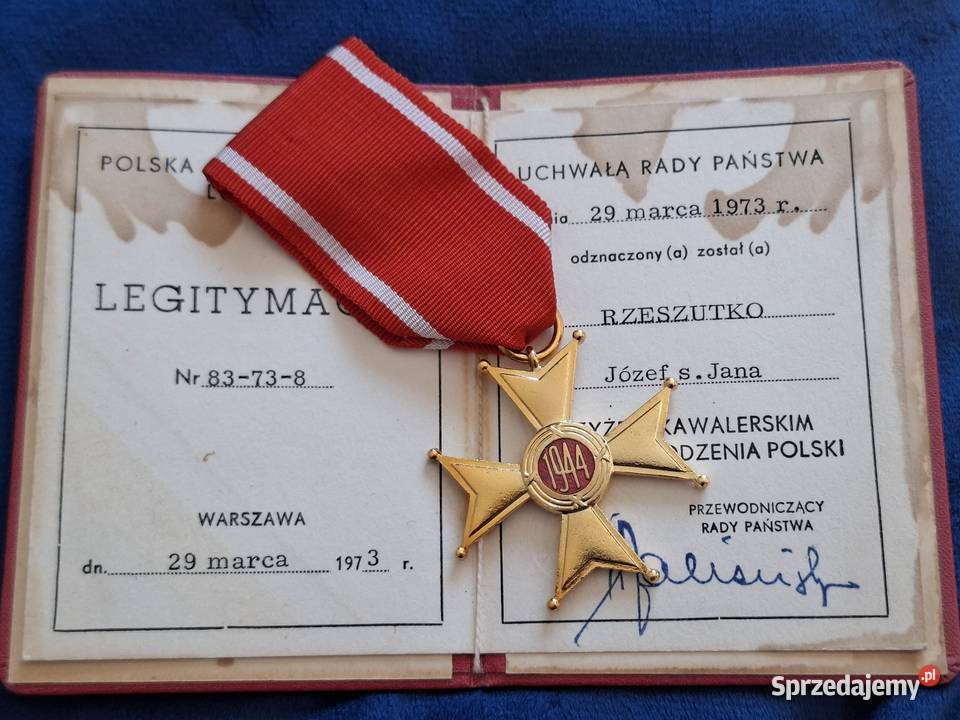 POLSKA
LEGITYMAC
Nr 83-73-8
WARSZAWA
dn. 29 marca 1973 r.
UCHWAŁĄ RADY PAŃSTWA
nia 29 marca 1973 r.
odznaczony (a) został (a)
RZESZUTKO
Józef s. Jana
KAWALERSKIM
ODZENIA POLSKI
PRZEWODNICZĄCY
RADY PAŃSTWA
1944
Sprzedajemy.pl